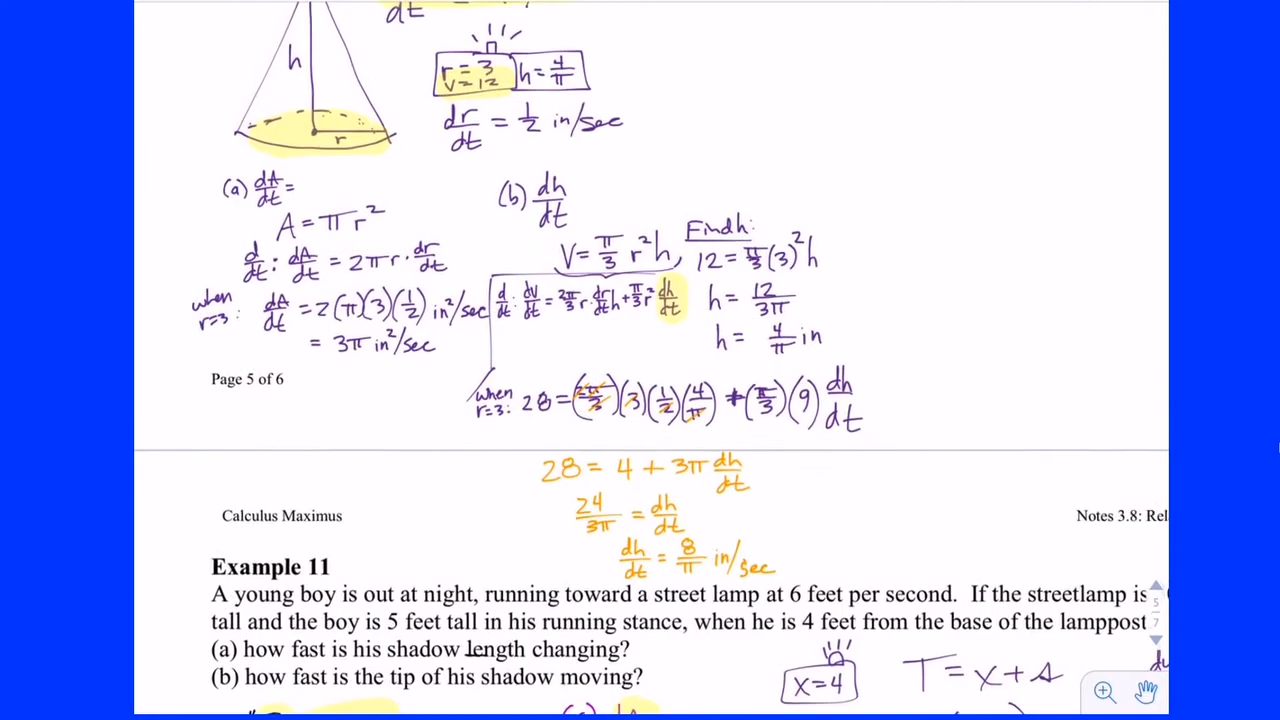 dt
h
r = 3
V = 12
h = 4/π
r
dr/dt = 1/2 in/sec
(a) dA/dt =
A = πr²
d/dt: dA/dt = 2πr · dr/dt
when r=3: dA/dt = 2(π)(3)(1/2) in²/sec
= 3π in²/sec
(b) dh/dt
V = π/3 r²h,
Find h:
12 = π/3 (3)² h
h = 12/3π
h = 4/π in
d/dt: dV/dt = 2π/3 r · dr/dt h + π/3 r² dh/dt
when r=3: 28 = (2π/3)(3)(1/2)(4/π) + (π/3)(9) dh/dt
Page 5 of 6
28 = 4 + 3π dh/dt
24/3π = dh/dt
dh/dt = 8/π in/sec
Calculus Maximus
Notes 3.8: Rel
Example 11
A young boy is out at night, running toward a street lamp at 6 feet per second. If the streetlamp is
tall and the boy is 5 feet tall in his running stance, when he is 4 feet from the base of the lamppost
(a) how fast is his shadow length changing?
(b) how fast is the tip of his shadow moving?
x=4
T = x + s
5
7